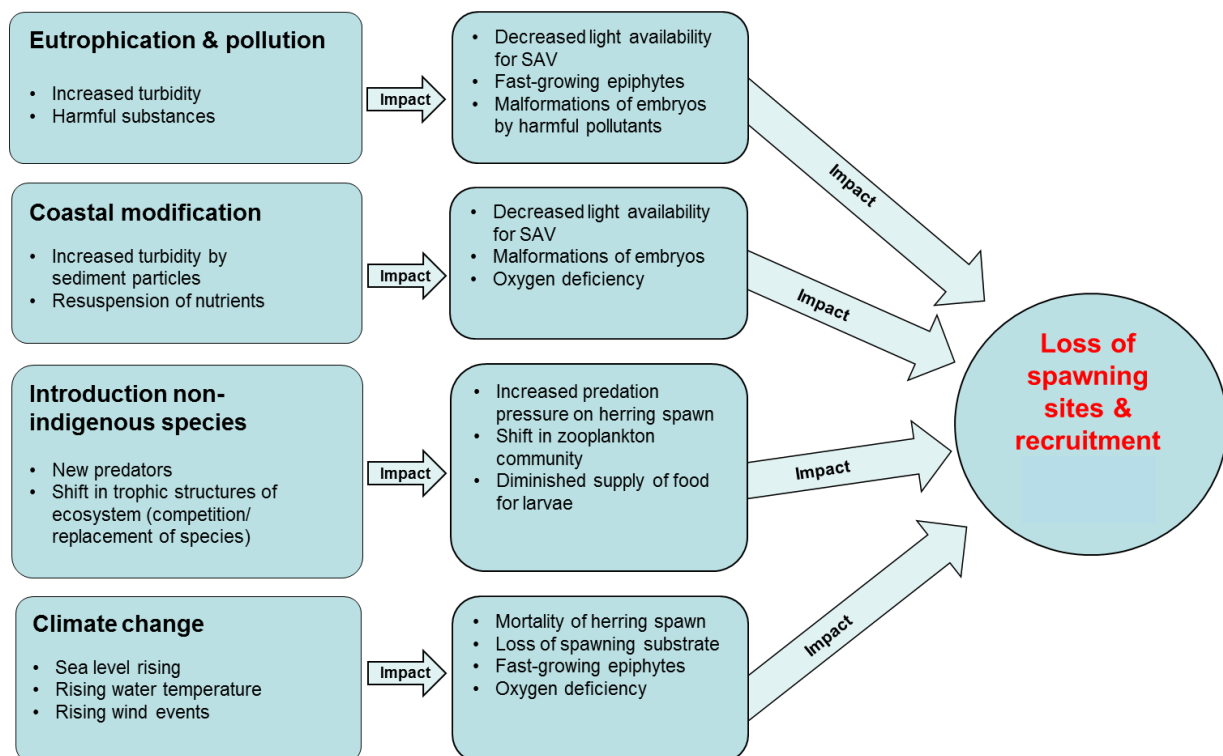 Eutrophication & pollution
• Increased turbidity
• Harmful substances
Impact
• Decreased light availability
for SAV
• Fast-growing epiphytes
• Malformations of embryos
by harmful pollutants
Impact
Coastal modification
• Increased turbidity by
sediment particles
• Resuspension of nutrients
Impact
• Decreased light availability
for SAV
• Malformations of embryos
• Oxygen deficiency
Impact
Introduction non-
indigenous species
• New predators
• Shift in trophic structures of
ecosystem (competition/
replacement of species)
Impact
• Increased predation
pressure on herring spawn
• Shift in zooplankton
community
• Diminished supply of food
for larvae
Impact
Climate change
• Sea level rising
• Rising water temperature
• Rising wind events
Impact
• Mortality of herring spawn
• Loss of spawning substrate
• Fast-growing epiphytes
• Oxygen deficiency
Impact
Loss of
spawning
sites &
recruitment